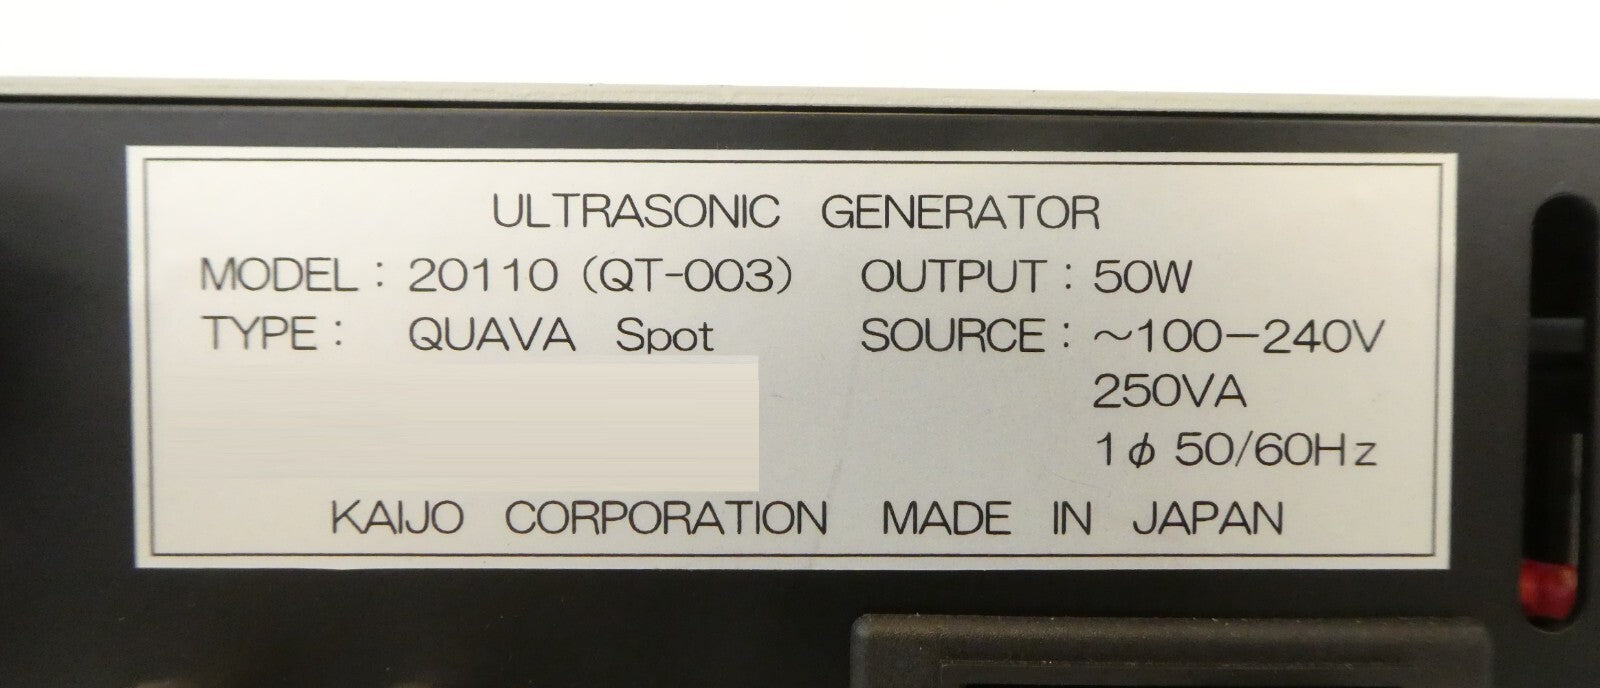 ULTRASONIC GENERATOR
MODEL : 20110 (QT-003) OUTPUT : 50W
TYPE : QUAVA Spot SOURCE : ~100-240V
250VA
1φ 50/60Hz
KAIJO CORPORATION MADE IN JAPAN